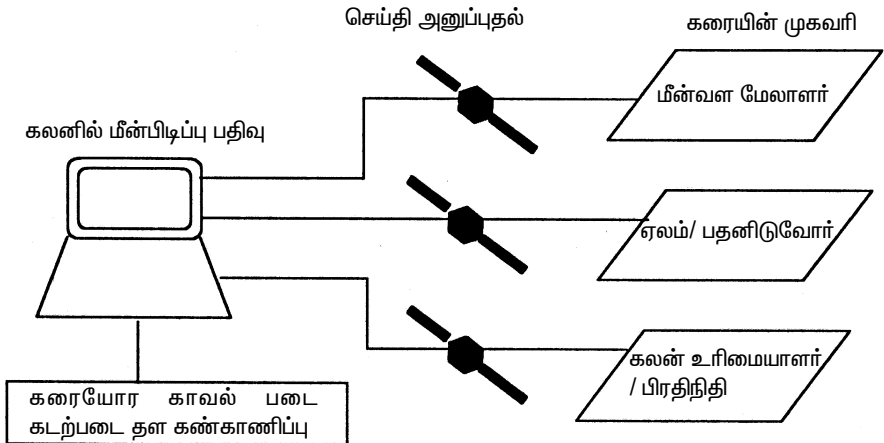 செய்தி அனுப்புதல்
கரையின் முகவரி
மீன்வள மேலாளர்
கலனில் மீன்பிடிப்பு பதிவு
ஏலம்/ பதனிடுவோர்
கலன் உரிமையாளர்
/ பிரதிநிதி
கரையோர காவல் படை
கடற்படை தள கண்காணிப்பு